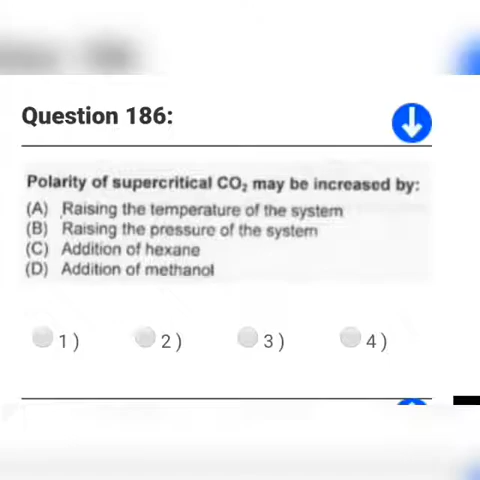 Question 186:
Polarity of supercritical CO₂ may be increased by:
(A) Raising the temperature of the system
(B) Raising the pressure of the system
(C) Addition of hexane
(D) Addition of methanol
1 ) 2 ) 3 ) 4 )